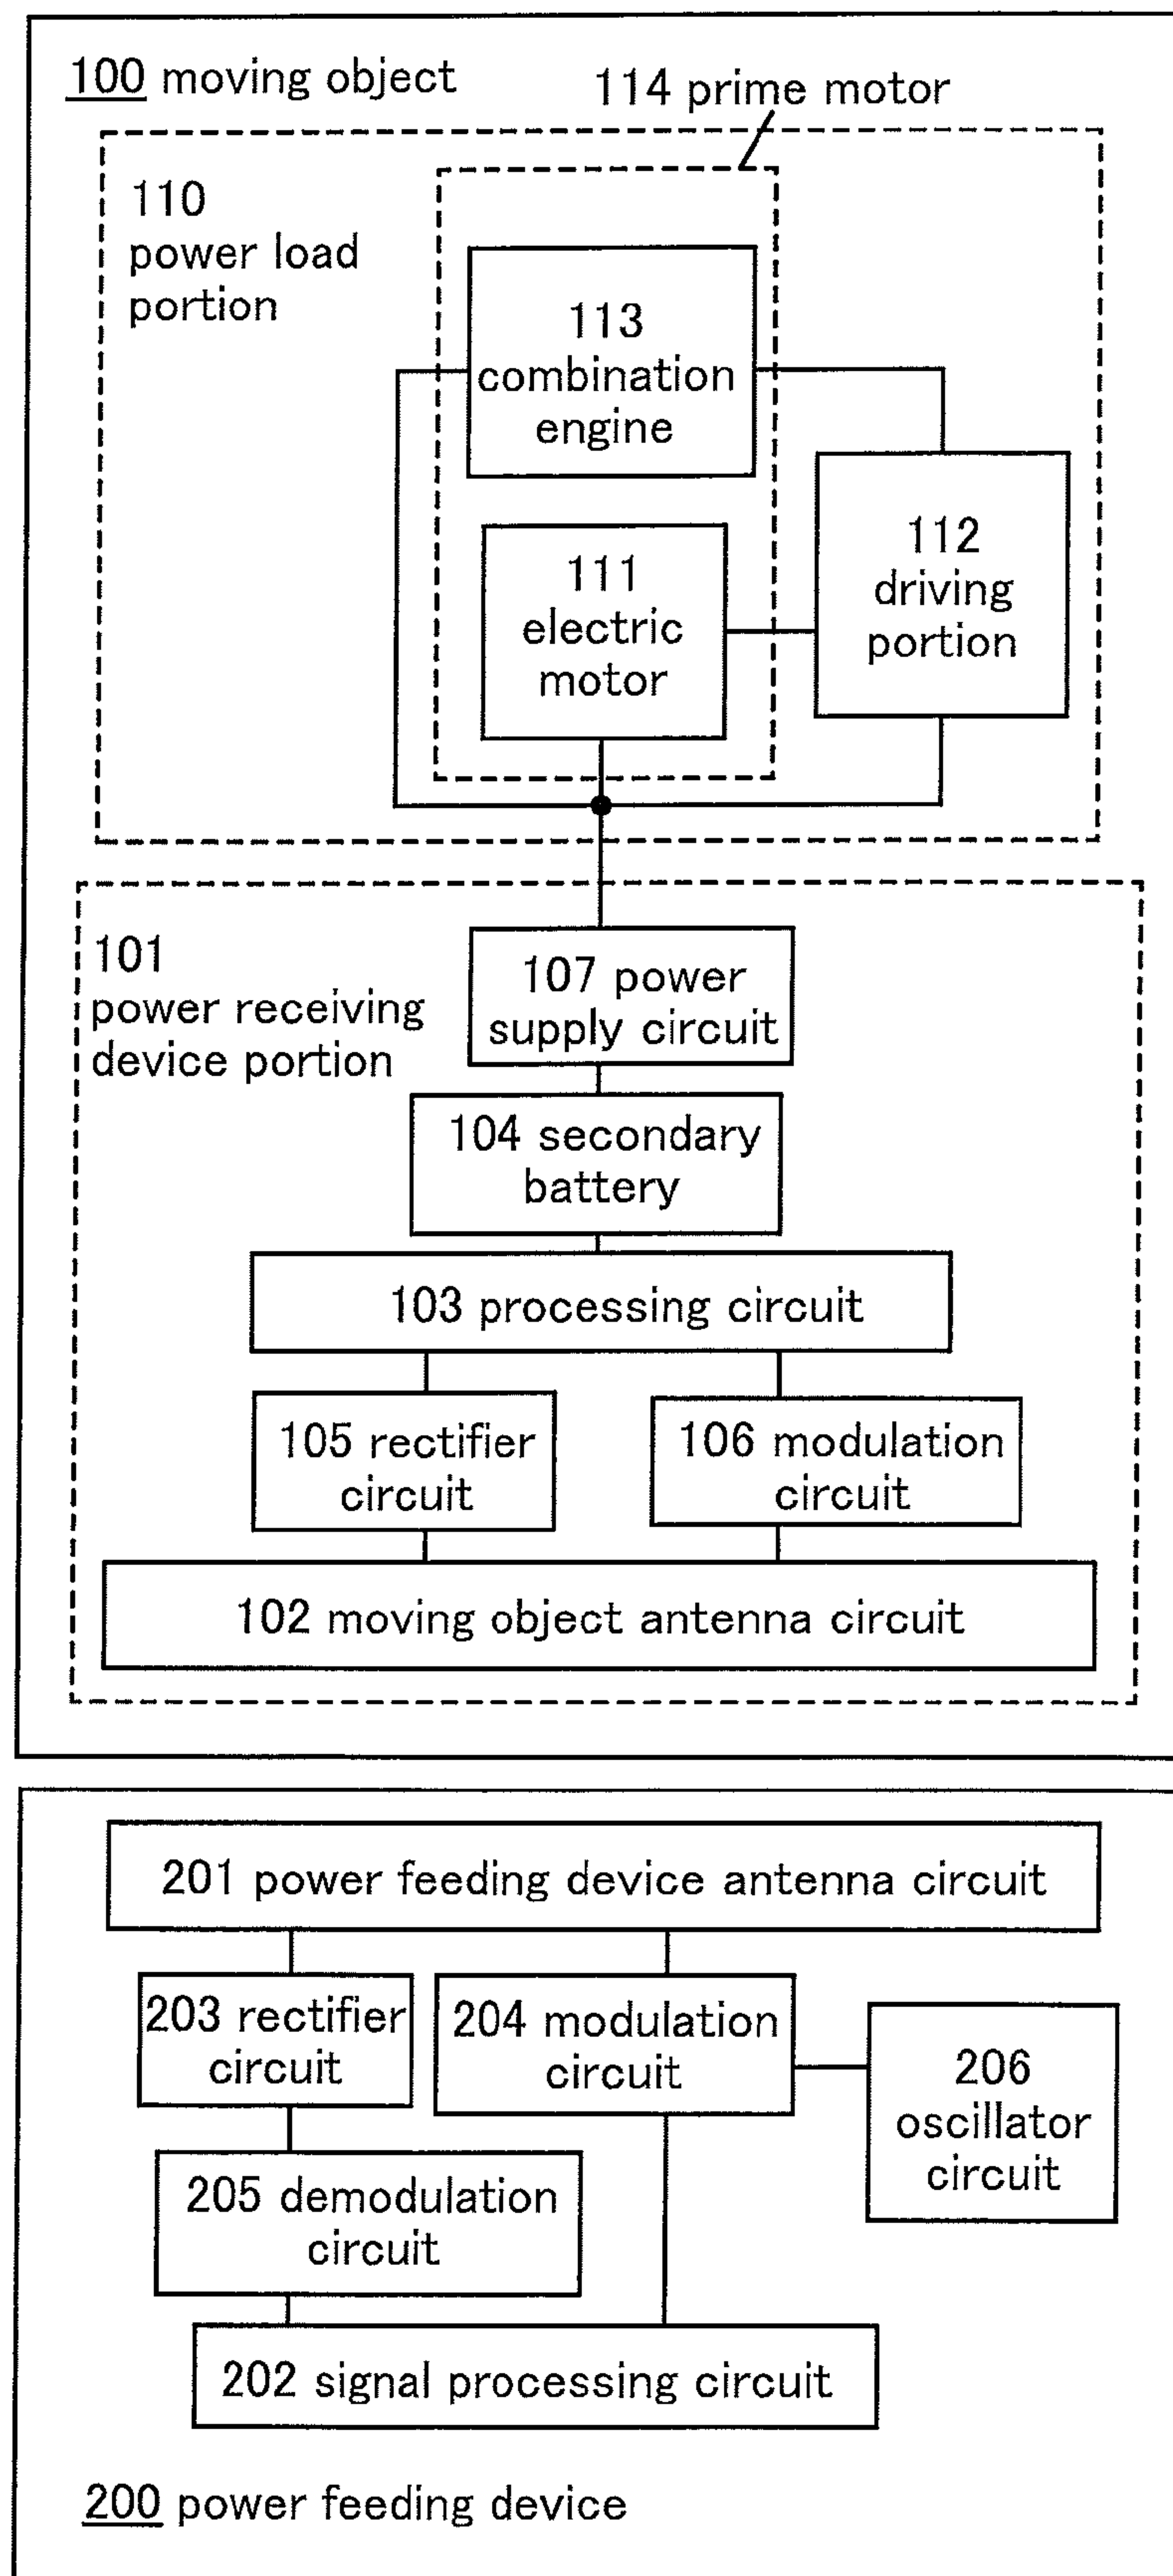 100 moving object
114 prime motor
110
power load
portion
113
combination
engine
111
electric
motor
112
driving
portion
101
power receiving
device portion
107 power
supply circuit
104 secondary
battery
103 processing circuit
105 rectifier
circuit
106 modulation
circuit
102 moving object antenna circuit
201 power feeding device antenna circuit
203 rectifier
circuit
204 modulation
circuit
206
oscillator
circuit
205 demodulation
circuit
202 signal processing circuit
200 power feeding device